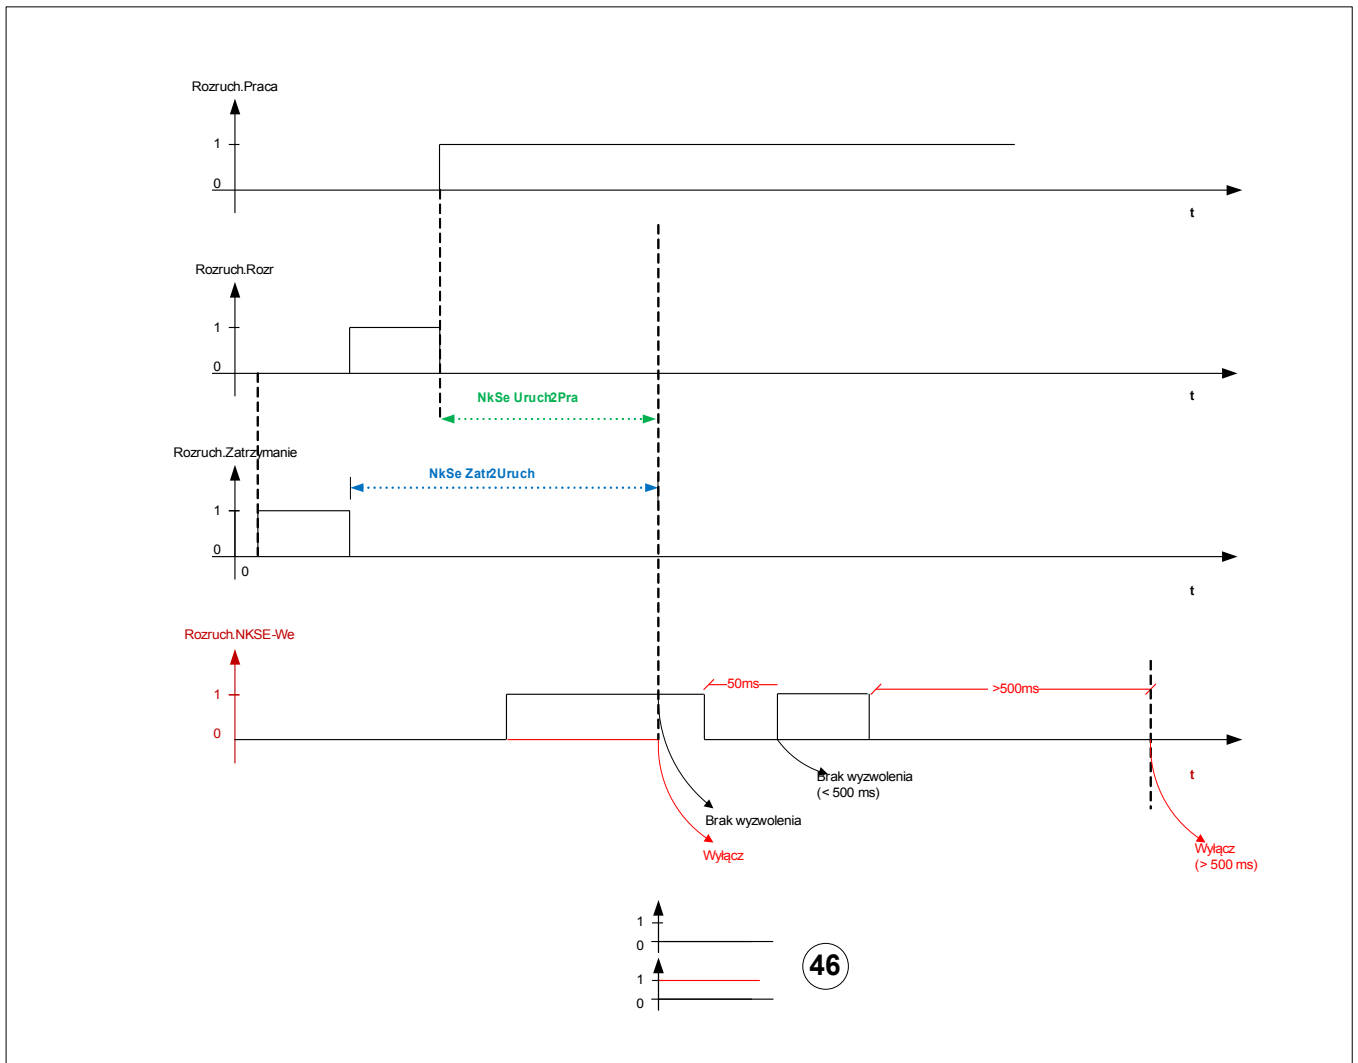 Rozruch.Praca
1
0
t
Rozruch.Rozr
1
0
t
NkSe Uruch2Pra
Rozruch.Zatrzymanie
NkSe Zatr2Uruch
1
0
0
t
Rozruch.NKSE-We
50ms
>500ms
1
0
t
Brak wyzwolenia
(< 500 ms)
Brak wyzwolenia
Wyłącz
Wyłącz
(> 500 ms)
1
0
46
1
0